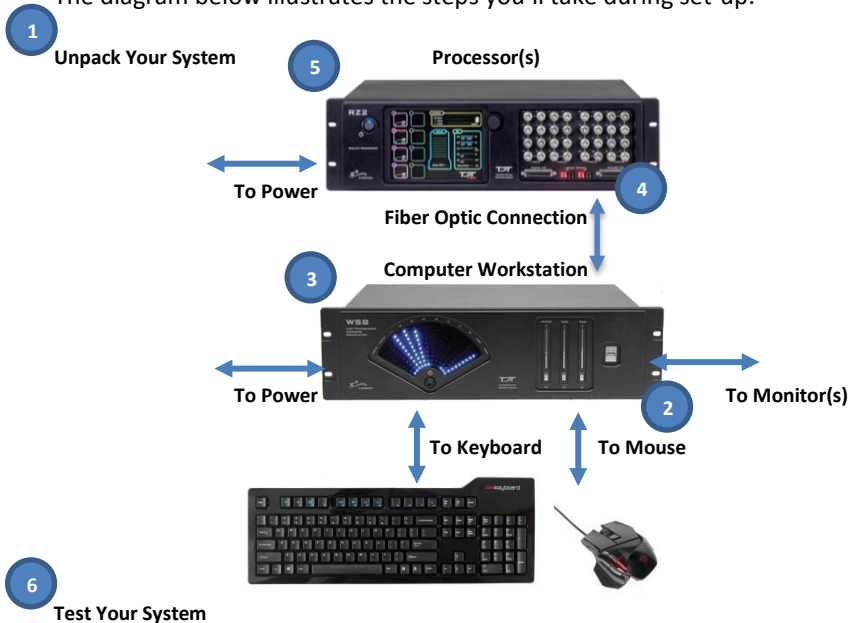 The diagram below illustrates the steps you'll take during set-up.
1
Unpack Your System
5
Processor(s)
RZ2
To Power
4
Fiber Optic Connection
Computer Workstation
3
WS8
To Power
2
To Monitor(s)
To Keyboard
To Mouse
6
Test Your System